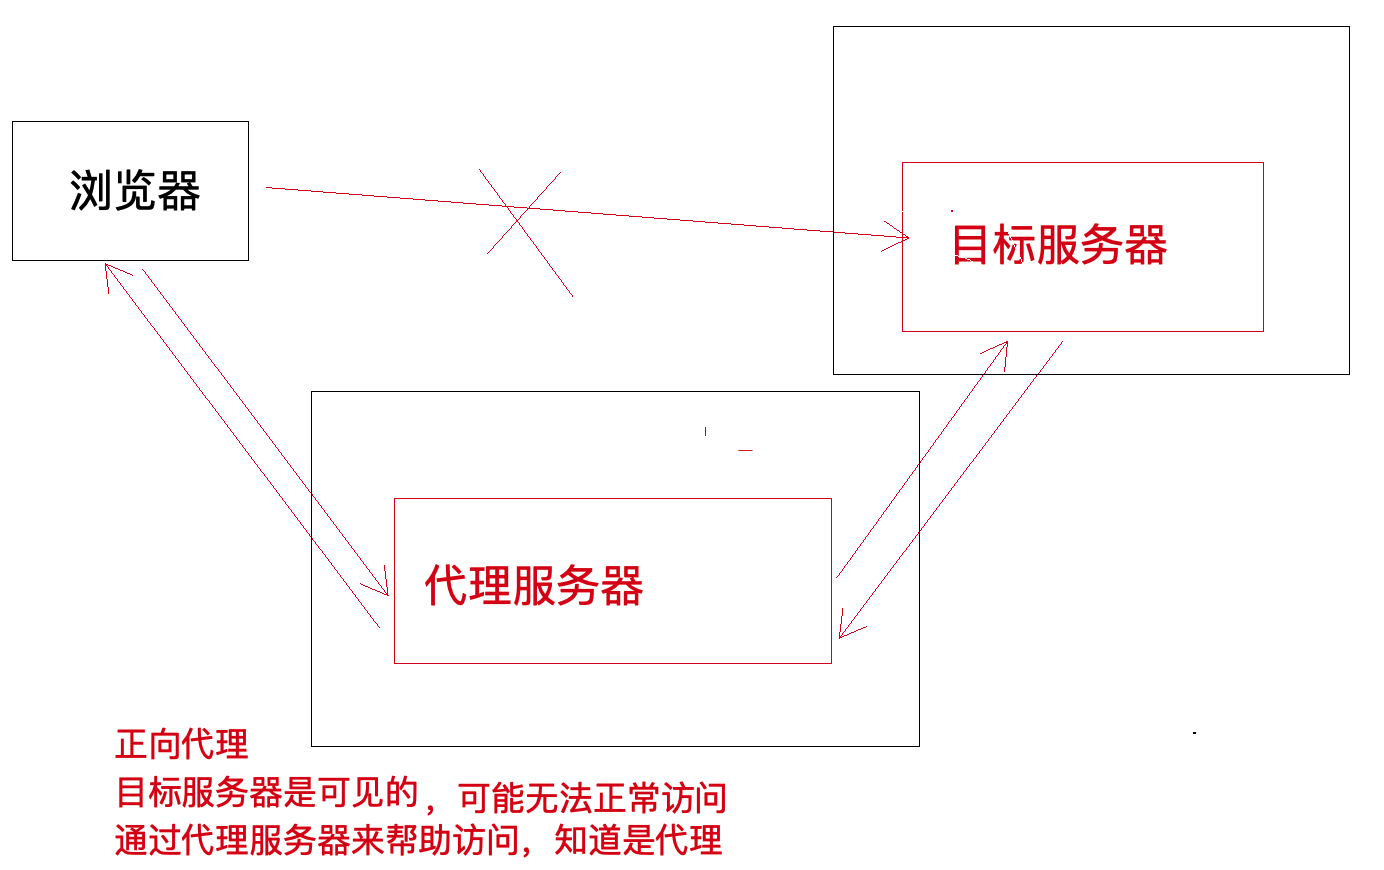 浏览器
目标服务器
代理服务器
正向代理
目标服务器是可见的，可能无法正常访问
通过代理服务器来帮助访问，知道是代理